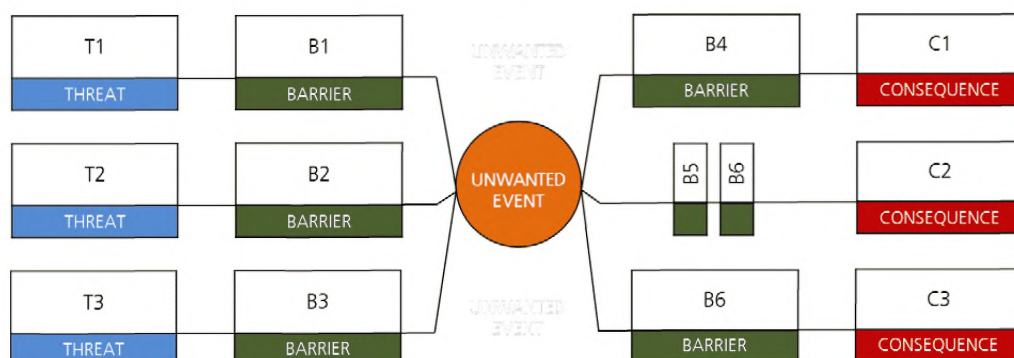 T1
THREAT
B1
BARRIER
UNWANTED
EVENT
B4
BARRIER
C1
CONSEQUENCE
T2
THREAT
B2
BARRIER
UNWANTED
EVENT
B5
B6
C2
CONSEQUENCE
T3
THREAT
B3
BARRIER
UNWANTED
EVENT
B6
BARRIER
C3
CONSEQUENCE